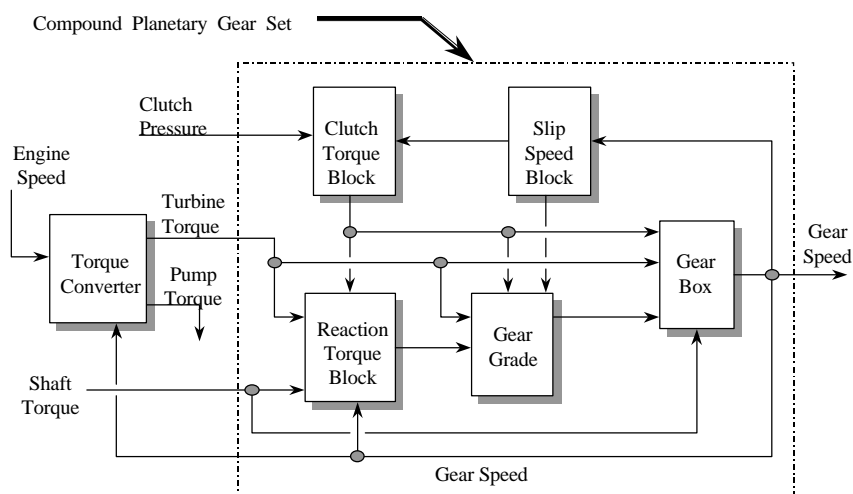 Compound Planetary Gear Set
Clutch
Pressure
Clutch
Torque
Block
Slip
Speed
Block
Engine
Speed
Turbine
Torque
Torque
Converter
Pump
Torque
Gear
Box
Gear
Speed
Reaction
Torque
Block
Gear
Grade
Shaft
Torque
Gear Speed